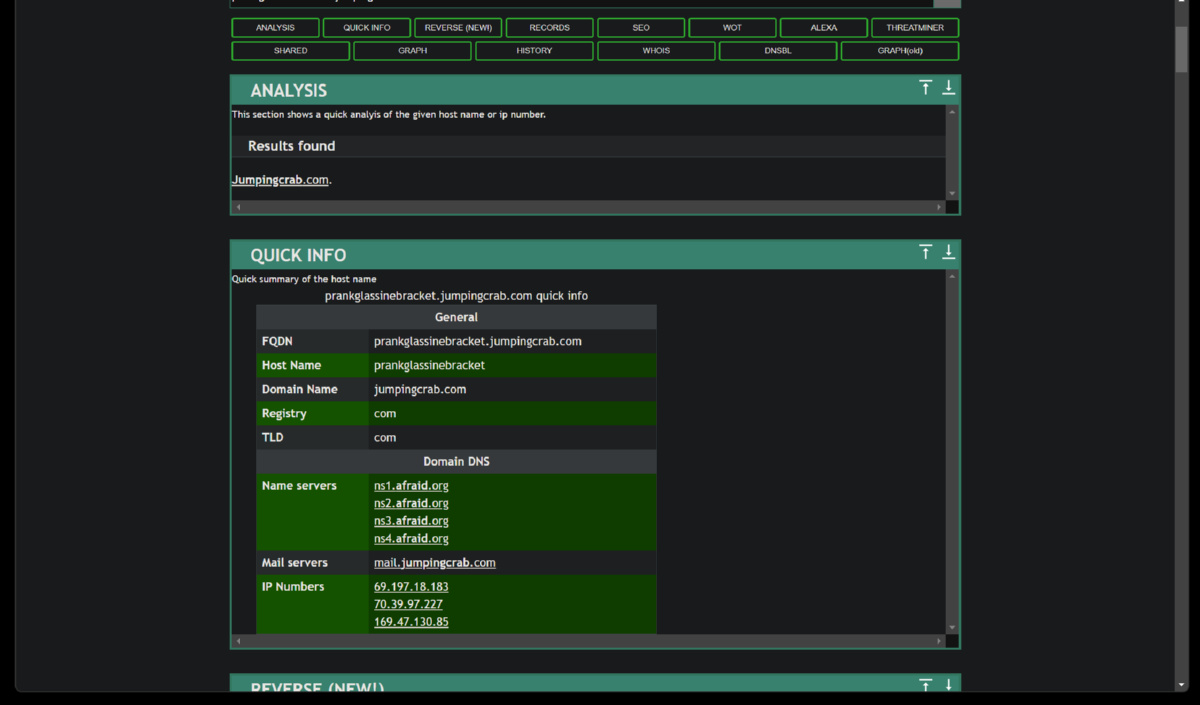 ANALYSIS QUICK INFO REVERSE (NEW!) RECORDS SEO WOT ALEXA THREATMINER
SHARED GRAPH HISTORY WHOIS DNSBL GRAPH(old)
ANALYSIS
This section shows a quick analyis of the given host name or ip number.
Results found
Jumpingcrab.com.
QUICK INFO
Quick summary of the host name
prankglassinebracket.jumpingcrab.com quick info
General
FQDN prankglassinebracket.jumpingcrab.com
Host Name prankglassinebracket
Domain Name jumpingcrab.com
Registry com
TLD com
Domain DNS
Name servers ns1.afraid.org
ns2.afraid.org
ns3.afraid.org
ns4.afraid.org
Mail servers mail.jumpingcrab.com
IP Numbers 69.197.18.183
70.39.97.227
169.47.130.85
REVERSE (NEW!)